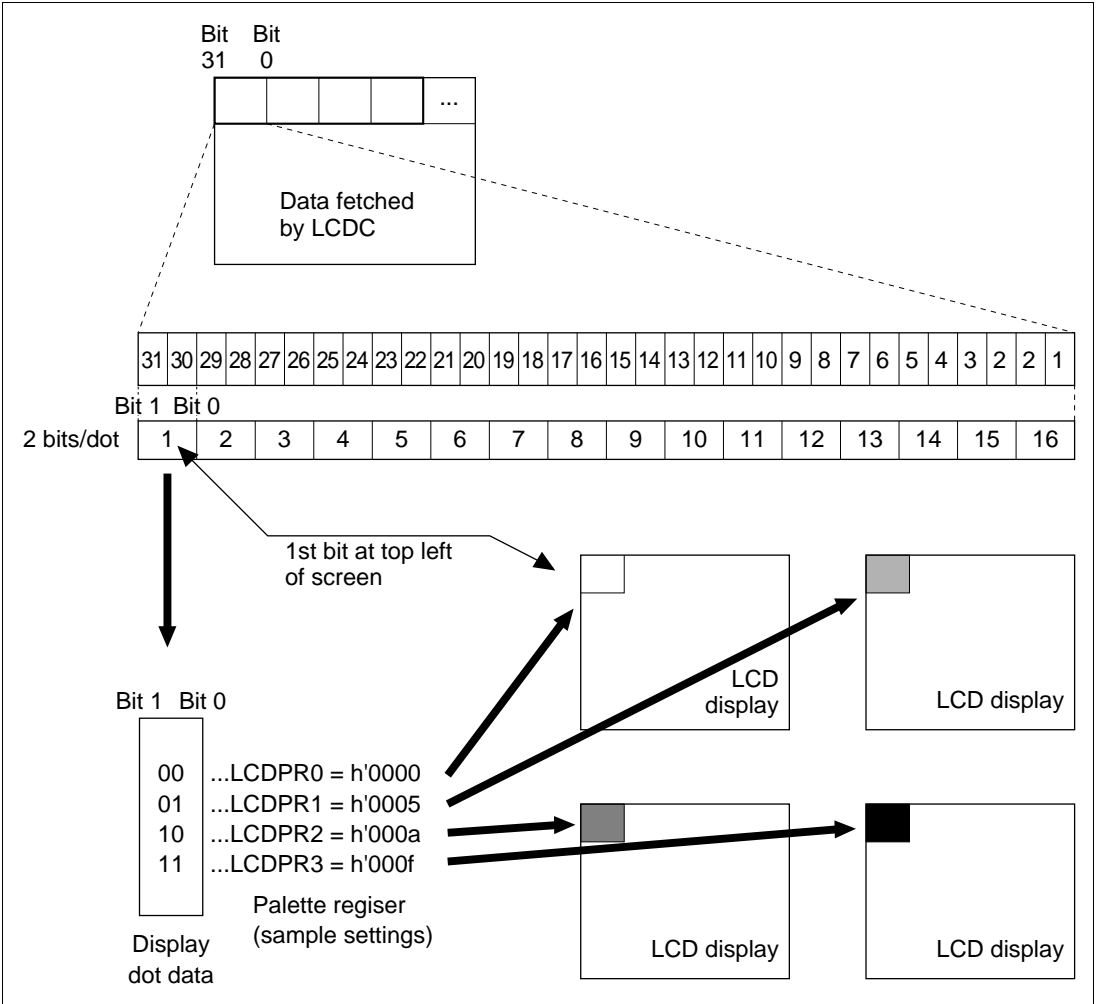 Bit Bit
31 0
...
Data fetched
by LCDC
31 30 29 28 27 26 25 24 23 22 21 20 19 18 17 16 15 14 13 12 11 10 9 8 7 6 5 4 3 2 2 1
Bit 1 Bit 0
2 bits/dot 1 2 3 4 5 6 7 8 9 10 11 12 13 14 15 16
1st bit at top left
of screen
LCD
display
LCD display
Bit 1 Bit 0
00 ...LCDPR0 = h'0000
01 ...LCDPR1 = h'0005
10 ...LCDPR2 = h'000a
11 ...LCDPR3 = h'000f
Palette regiser
(sample settings)
Display
dot data
LCD display
LCD display